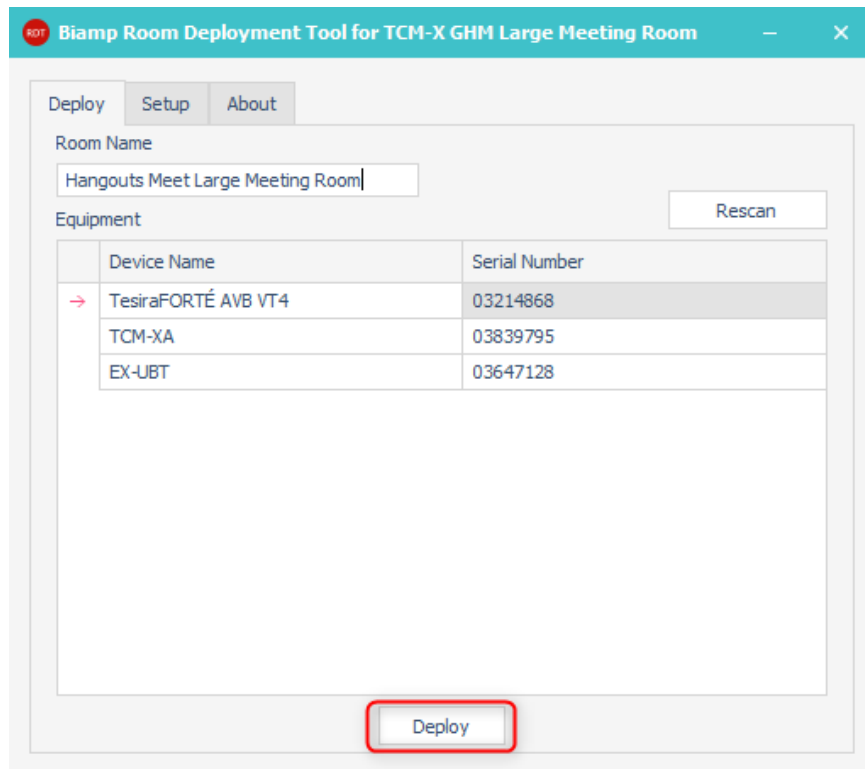 RDT Biamp Room Deployment Tool for TCM-X GHM Large Meeting Room
Deploy Setup About
Room Name
Hangouts Meet Large Meeting Room
Rescan
Equipment
Device Name Serial Number
TesiraFORTÉ AVB VT4 03214868
TCM-XA 03839795
EX-UBT 03647128
Deploy